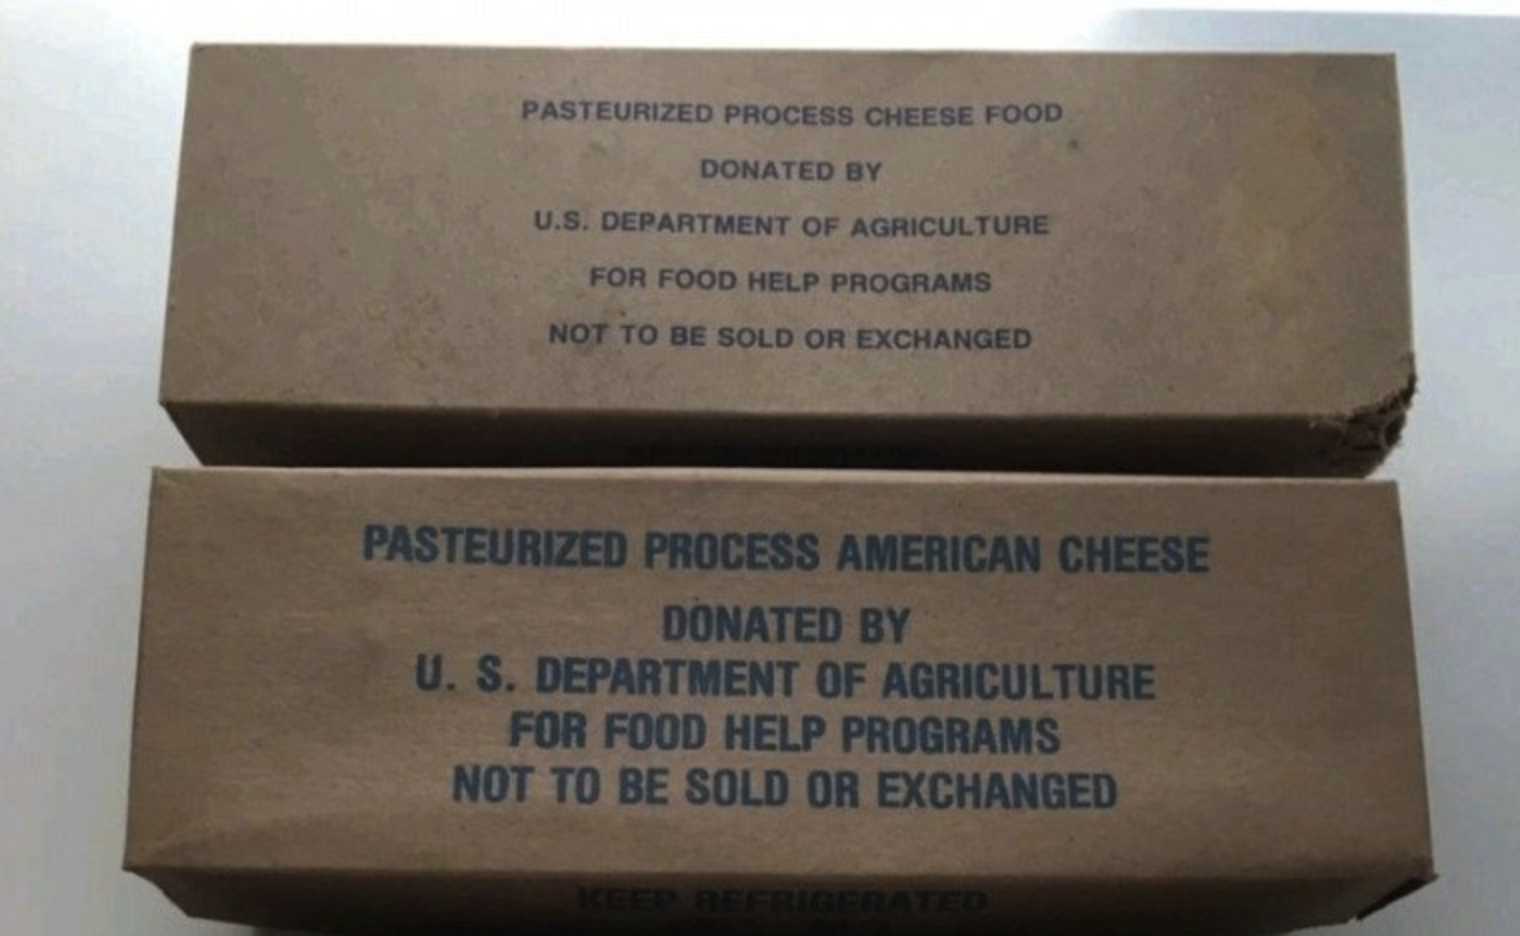 PASTEURIZED PROCESS CHEESE FOOD
DONATED BY
U.S. DEPARTMENT OF AGRICULTURE
FOR FOOD HELP PROGRAMS
NOT TO BE SOLD OR EXCHANGED
PASTEURIZED PROCESS AMERICAN CHEESE
DONATED BY
U. S. DEPARTMENT OF AGRICULTURE
FOR FOOD HELP PROGRAMS
NOT TO BE SOLD OR EXCHANGED
KEEP REFRIGERATED